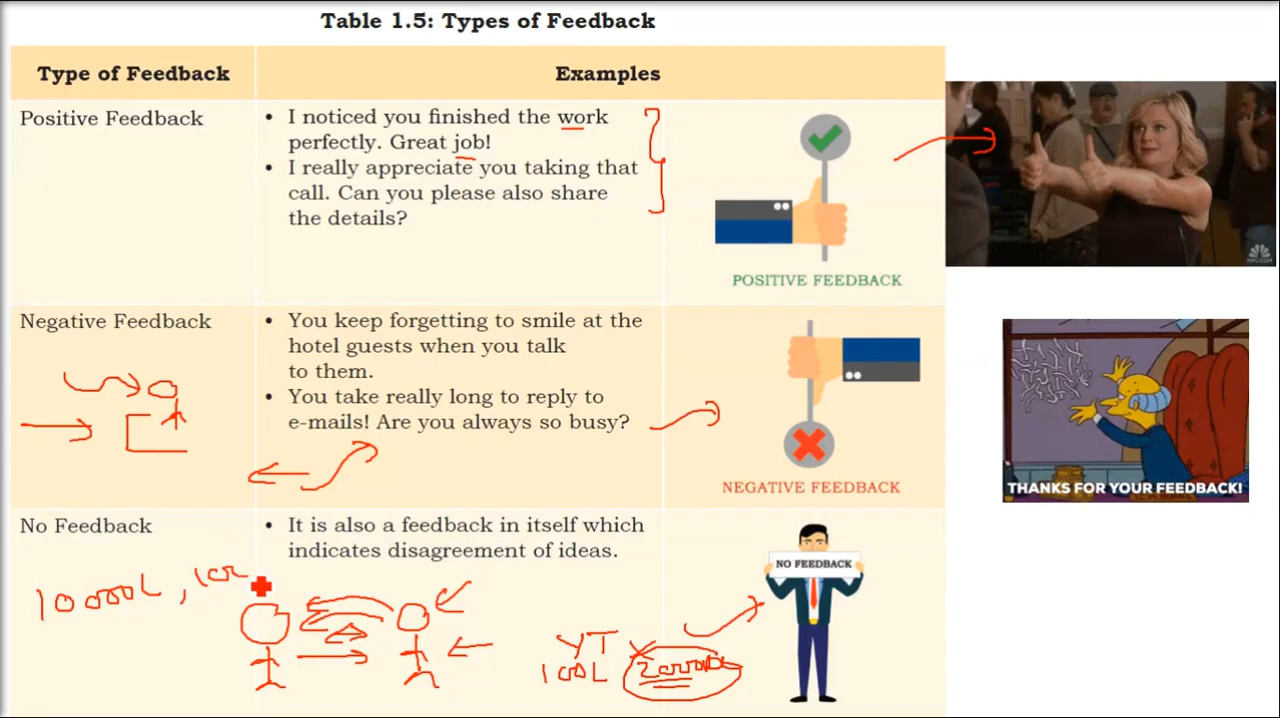 Table 1.5: Types of Feedback
Type of Feedback
Examples
Positive Feedback
• I noticed you finished the work
perfectly. Great job!
• I really appreciate you taking that
call. Can you please also share
the details?
POSITIVE FEEDBACK
NBC.COM
Negative Feedback
• You keep forgetting to smile at the
hotel guests when you talk
to them.
• You take really long to reply to
e-mails! Are you always so busy?
NEGATIVE FEEDBACK
THANKS FOR YOUR FEEDBACK!
No Feedback
• It is also a feedback in itself which
indicates disagreement of ideas.
NO FEEDBACK
10000L,
YT
100L